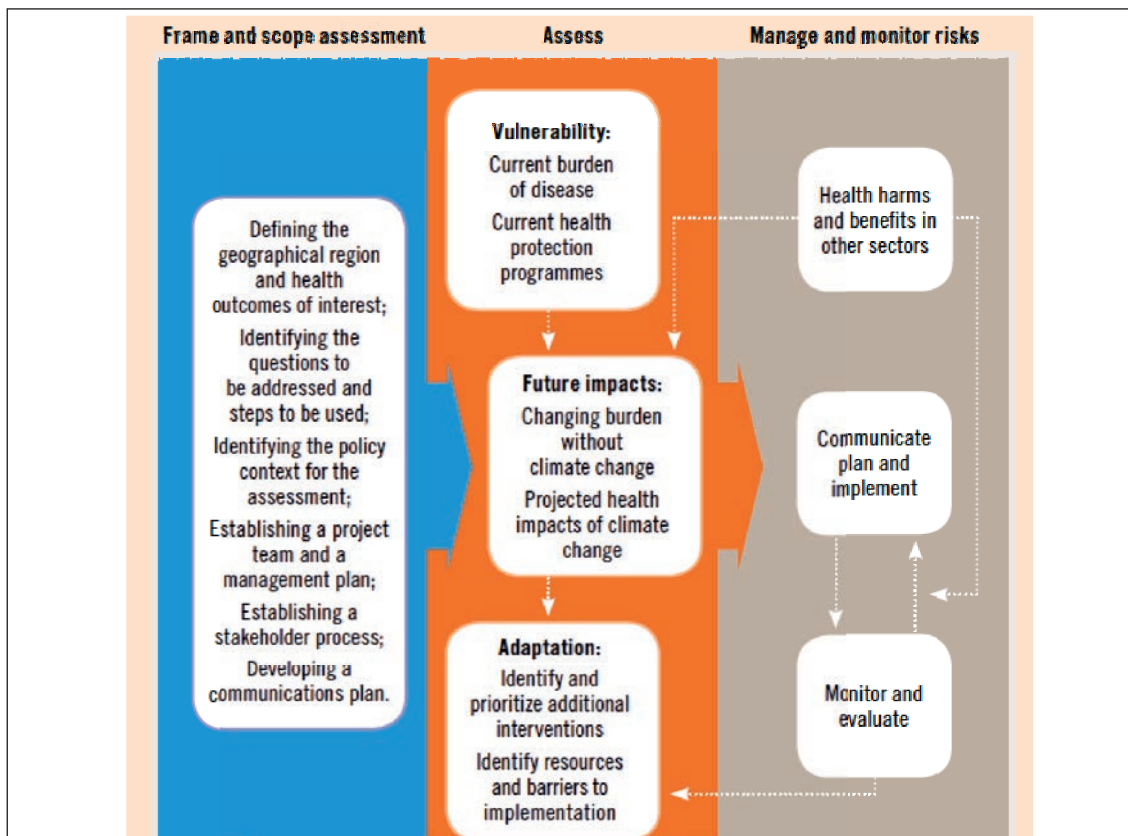 Frame and scope assessment
Assess
Manage and monitor risks
Defining the
geographical region
and health
outcomes of interest;
Identifying the
questions to
be addressed and
steps to be used;
Identifying the policy
context for the
assessment;
Establishing a project
team and a
management plan;
Establishing a
stakeholder process;
Developing a
communications plan.
Vulnerability:
Current burden
of disease
Current health
protection
programmes
Future impacts:
Changing burden
without
climate change
Projected health
impacts of climate
change
Adaptation:
Identify and
prioritize additional
interventions
Identify resources
and barriers to
implementation
Health harms
and benefits in
other sectors
Communicate
plan and
implement
Monitor and
evaluate